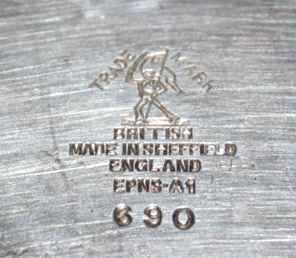 TRADE MARK
BRITISH
MADE IN SHEFFIELD
ENGLAND
EPNS-A1
690